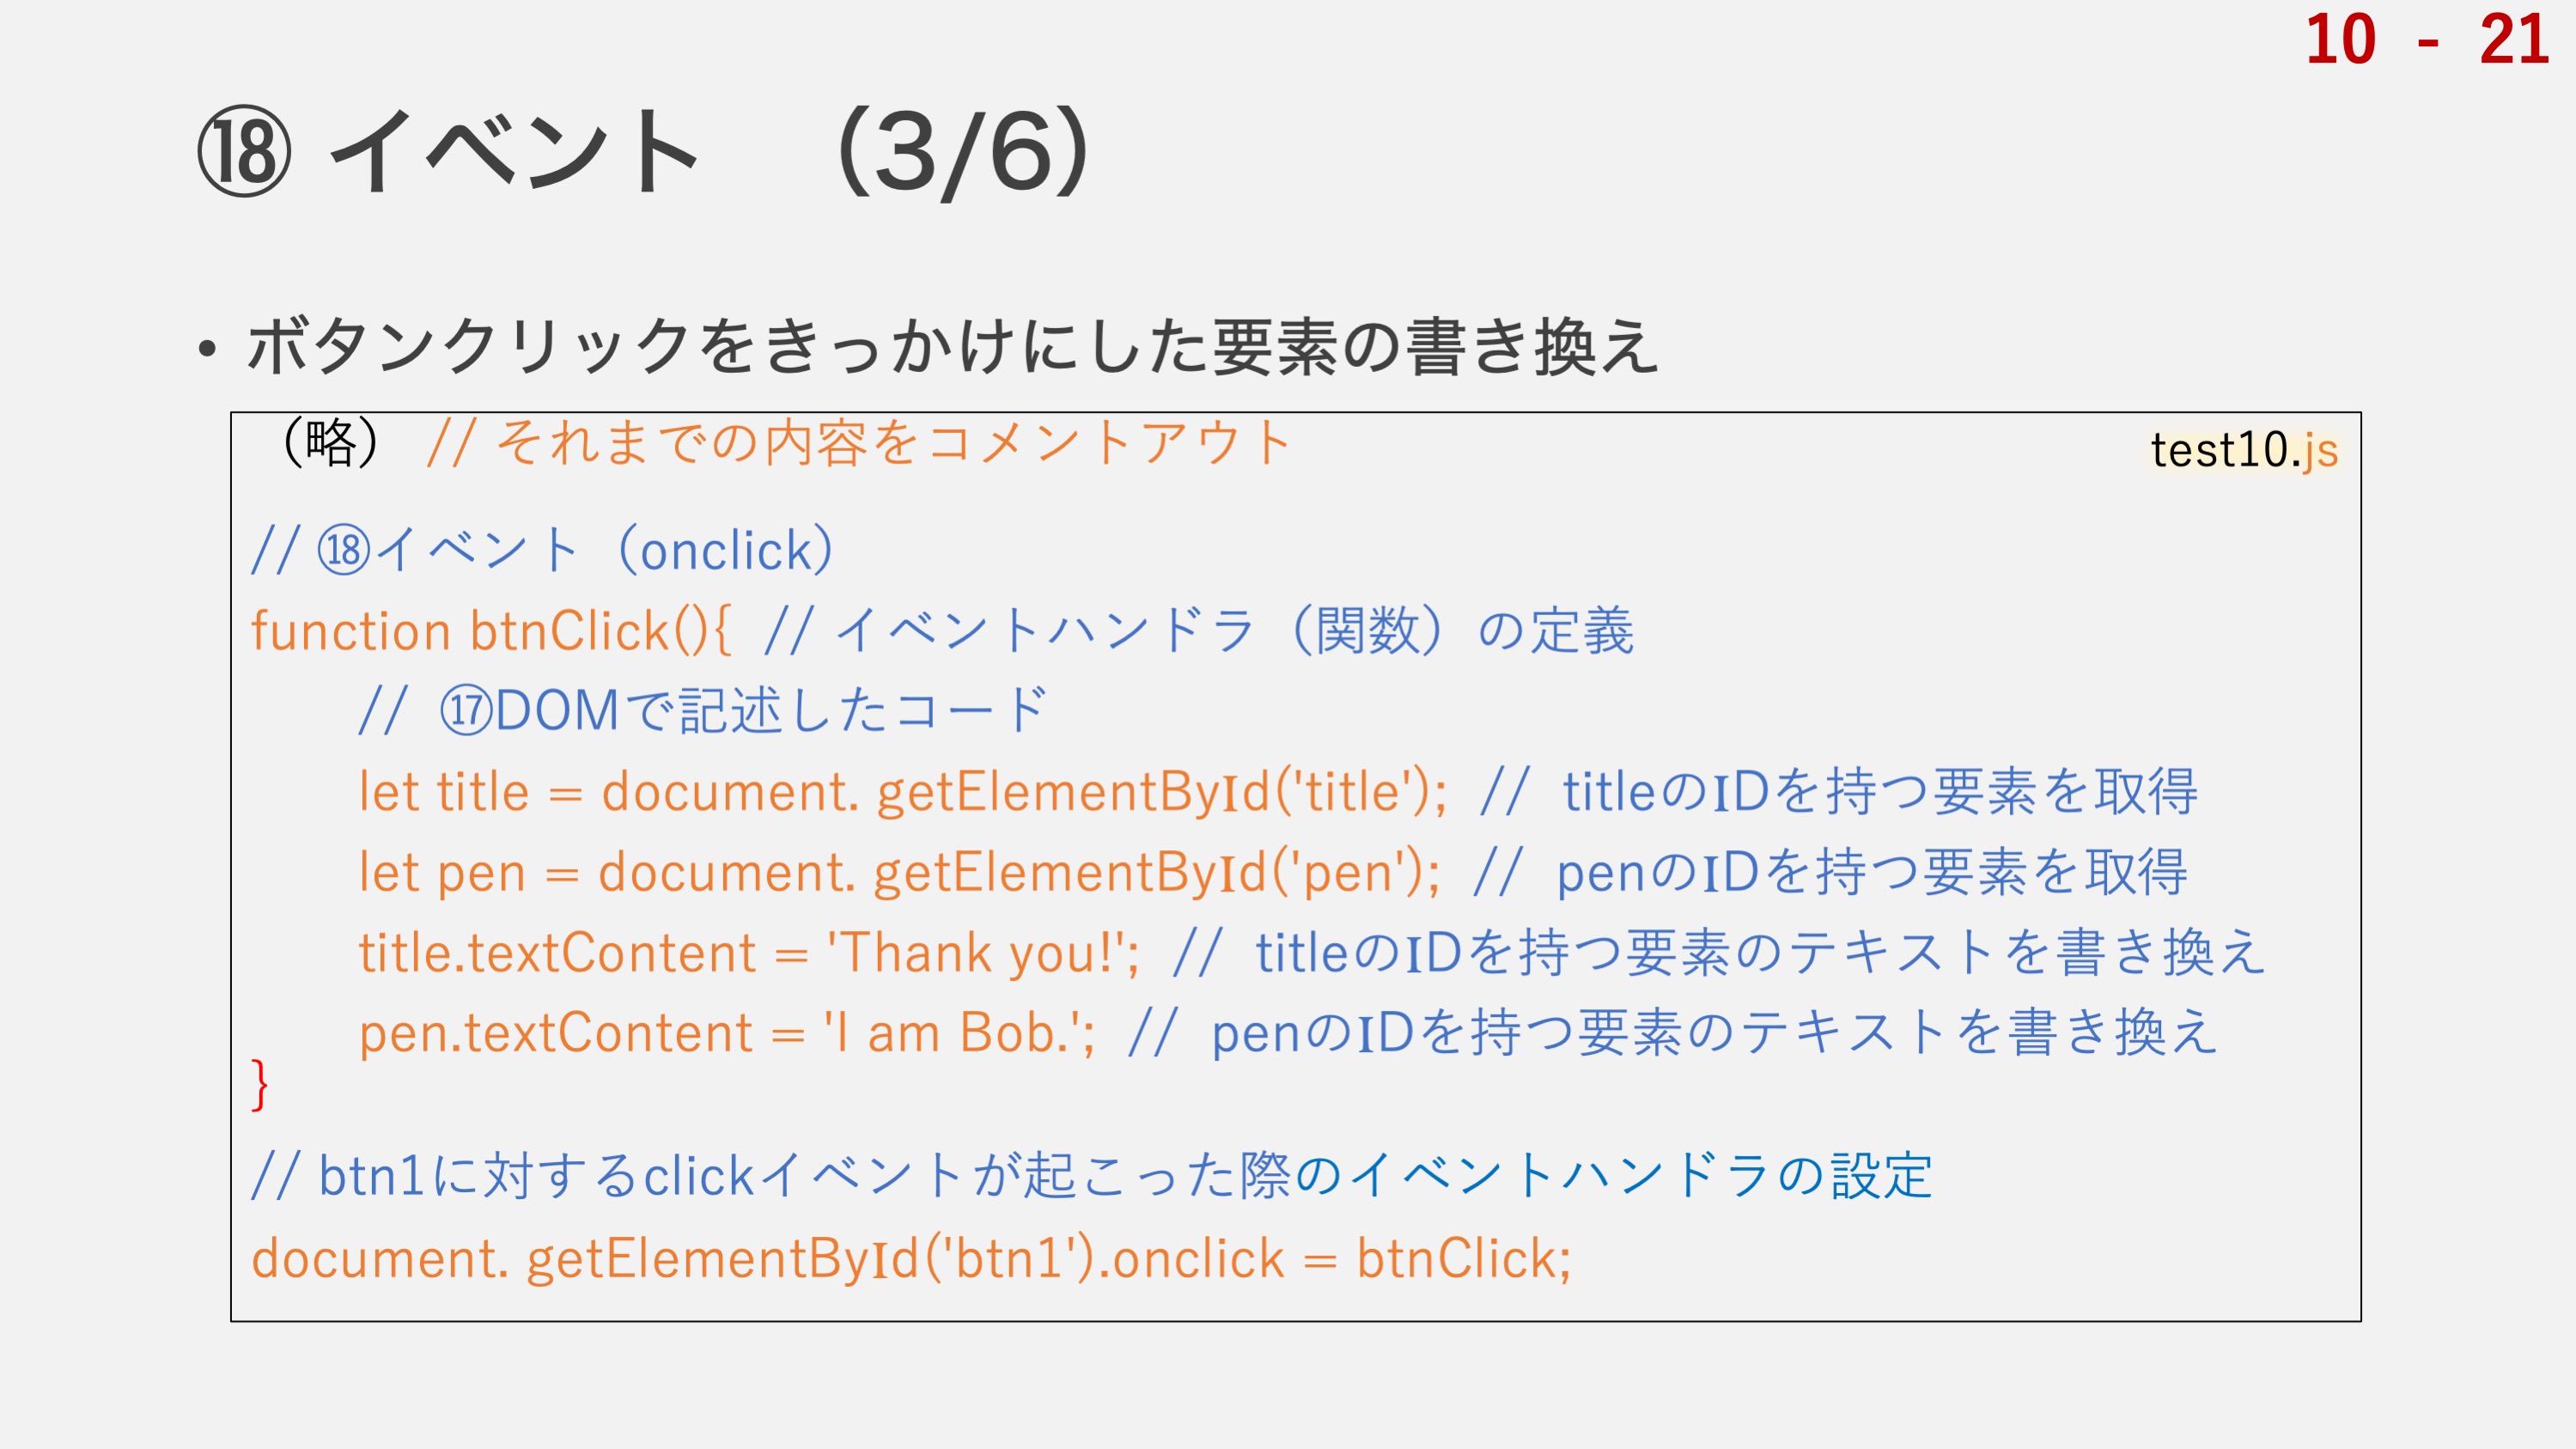 10 - 21
⑱ イベント （3/6）
• ボタンクリックをきっかけにした要素の書き換え
（略） // それまでの内容をコメントアウト
test10.js
// ⑱イベント（onclick）
function btnClick(){ // イベントハンドラ（関数）の定義
// ⑰DOMで記述したコード
let title = document. getElementById('title'); // titleのIDを持つ要素を取得
let pen = document. getElementById('pen'); // penのIDを持つ要素を取得
title.textContent = 'Thank you!'; // titleのIDを持つ要素のテキストを書き換え
pen.textContent = 'I am Bob.'; // penのIDを持つ要素のテキストを書き換え
}
// btn1に対するclickイベントが起こった際のイベントハンドラの設定
document. getElementById('btn1').onclick = btnClick;